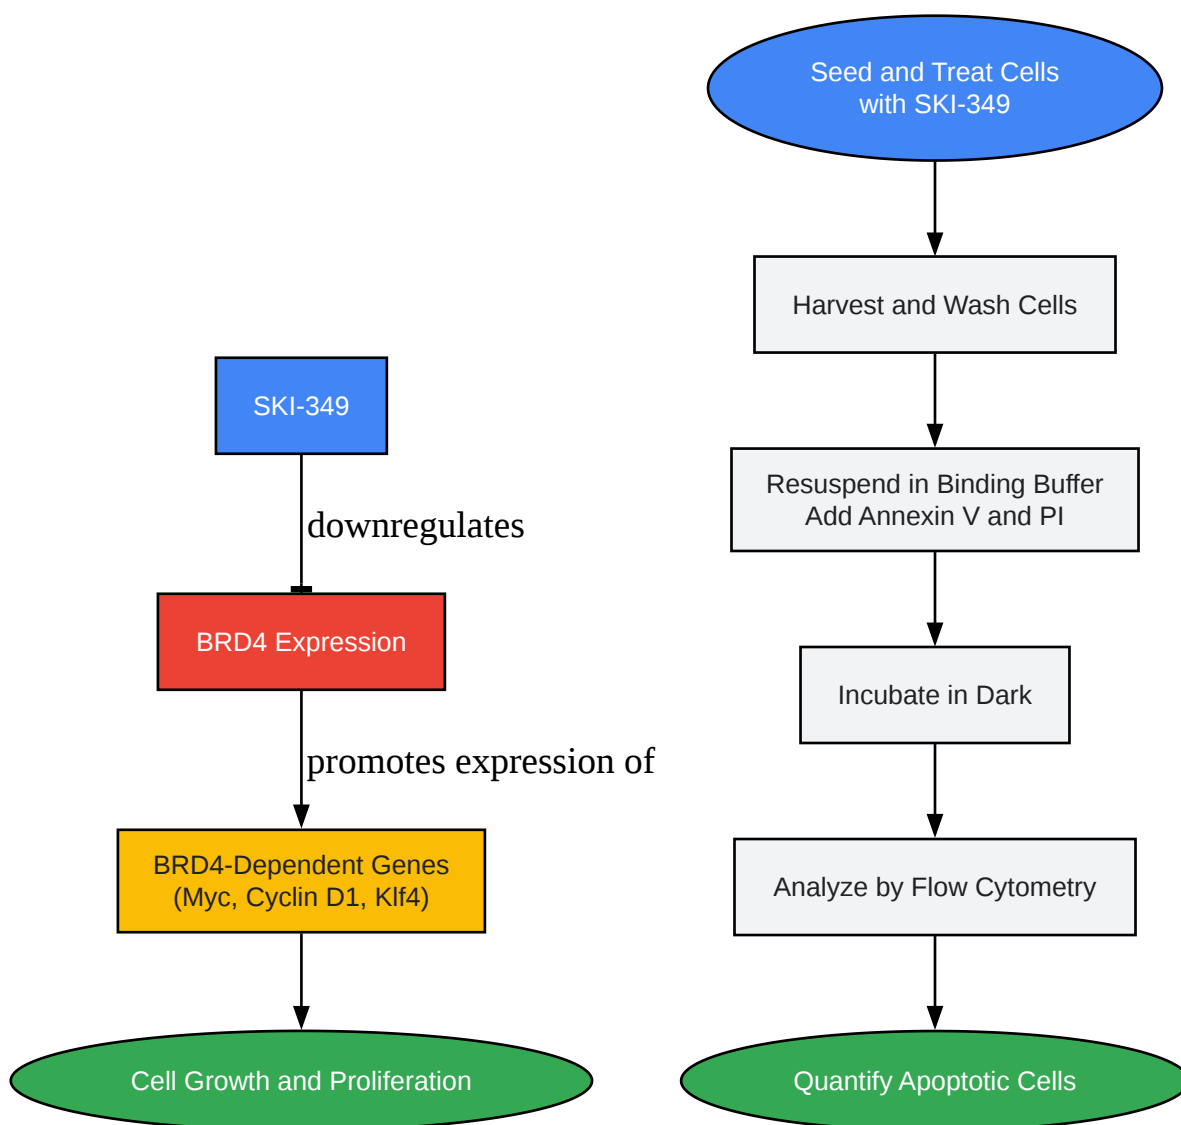 SKI-349
downregulates
BRD4 Expression
promotes expression of
BRD4-Dependent Genes
(Myc, Cyclin D1, Klf4)
Cell Growth and Proliferation
Seed and Treat Cells
with SKI-349
Harvest and Wash Cells
Resuspend in Binding Buffer
Add Annexin V and PI
Incubate in Dark
Analyze by Flow Cytometry
Quantify Apoptotic Cells